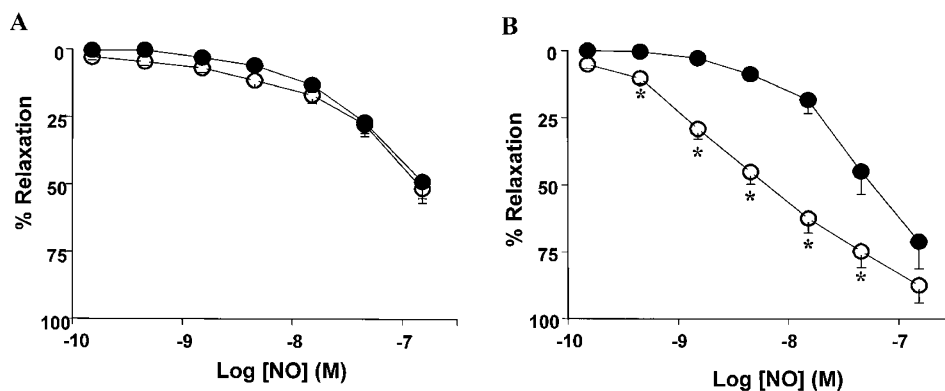 A
0
25
50
75
100
% Relaxation
-10 -9 -8 -7
Log [NO] (M)
B
0
25
50
75
100
% Relaxation
* * * * * *
-10 -9 -8 -7
Log [NO] (M)